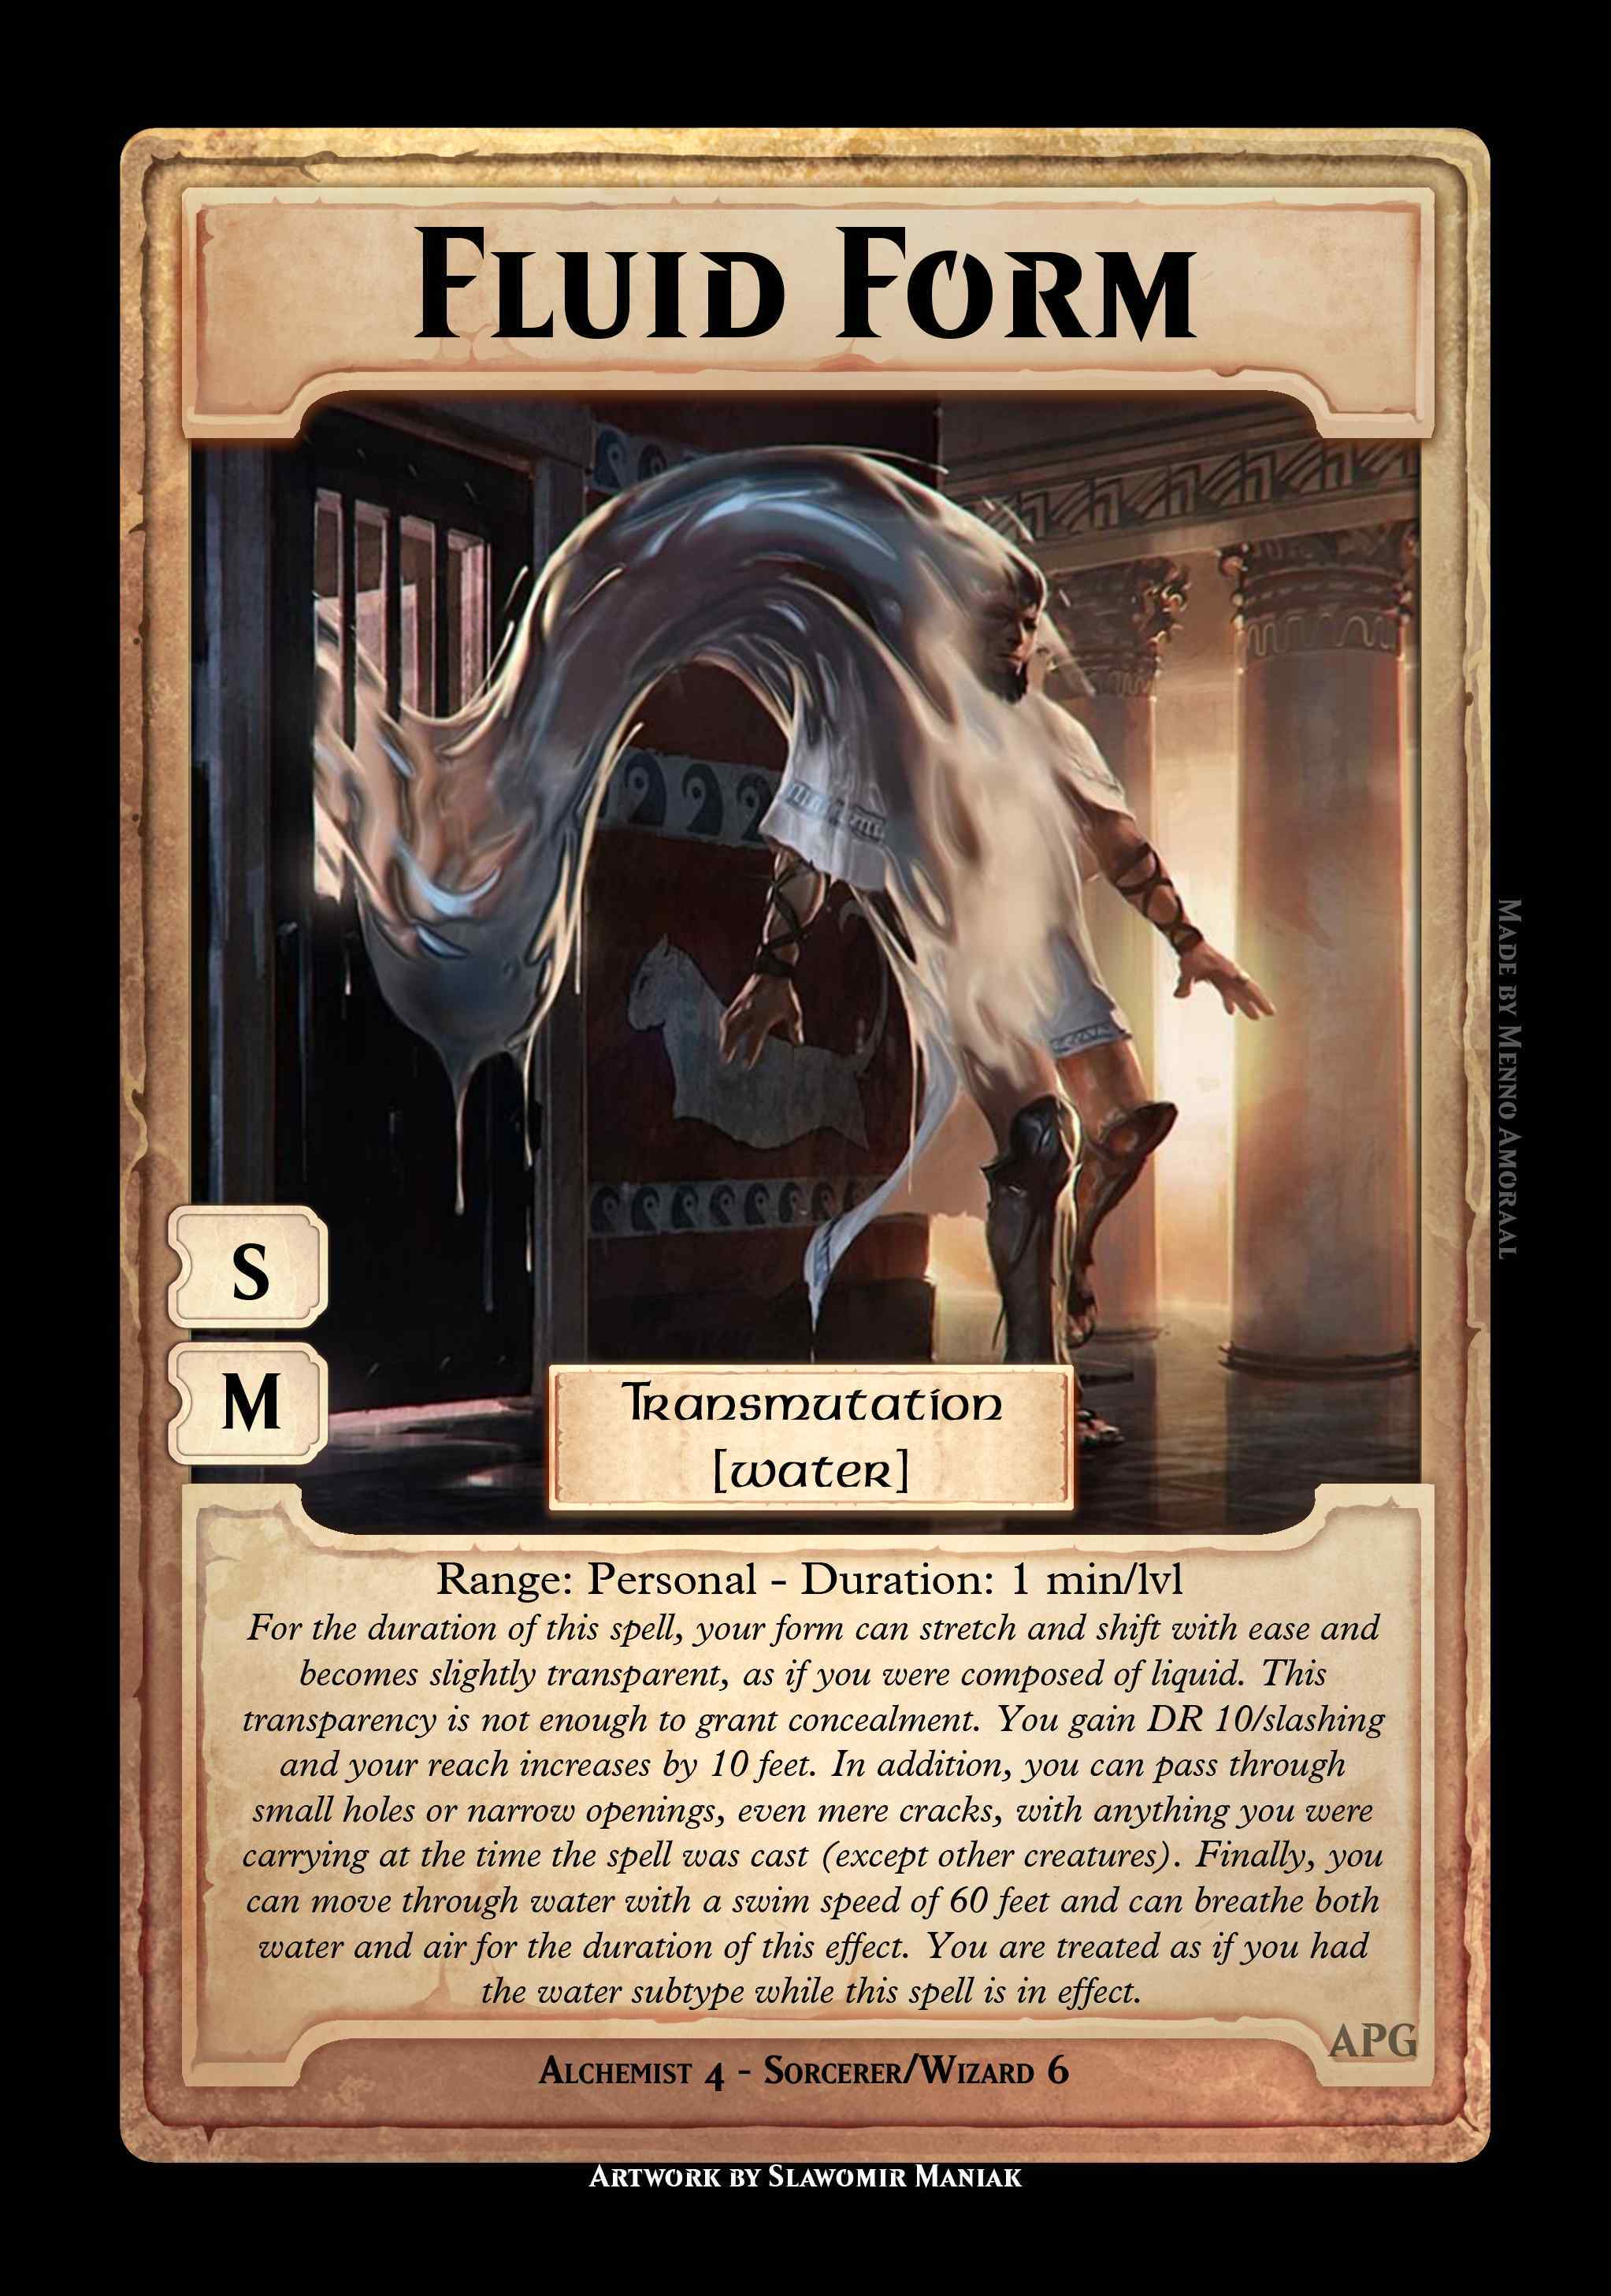 Fluid Form
S
M
Transmutation
[water]
Range: Personal - Duration: 1 min/lvl
For the duration of this spell, your form can stretch and shift with ease and
becomes slightly transparent, as if you were composed of liquid. This
transparency is not enough to grant concealment. You gain DR 10/slashing
and your reach increases by 10 feet. In addition, you can pass through
small holes or narrow openings, even mere cracks, with anything you were
carrying at the time the spell was cast (except other creatures). Finally, you
can move through water with a swim speed of 60 feet and can breathe both
water and air for the duration of this effect. You are treated as if you had
the water subtype while this spell is in effect.
APG
Alchemist 4 - Sorcerer/Wizard 6
Artwork by Slawomir Maniak
Made by Menno Amoraal